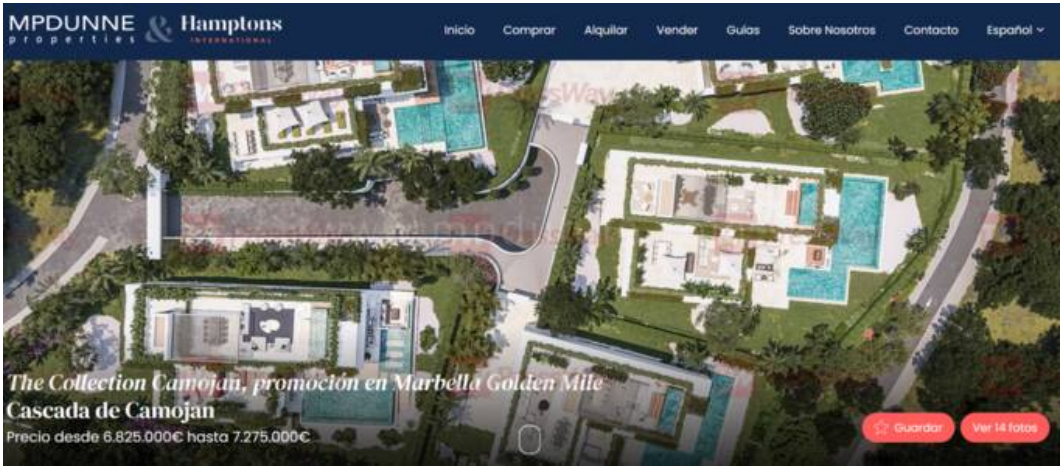 MPDUNNE & Hamptons
properties INTERNATIONAL
Inicio Comprar Alquilar Vender Guías Sobre Nosotros Contacto Español
The Collection Camojan, promoción en Marbella Golden Mile
Cascada de Camojan
Precio desde 6.825.000€ hasta 7.275.000€
Guardar Ver 14 fotos